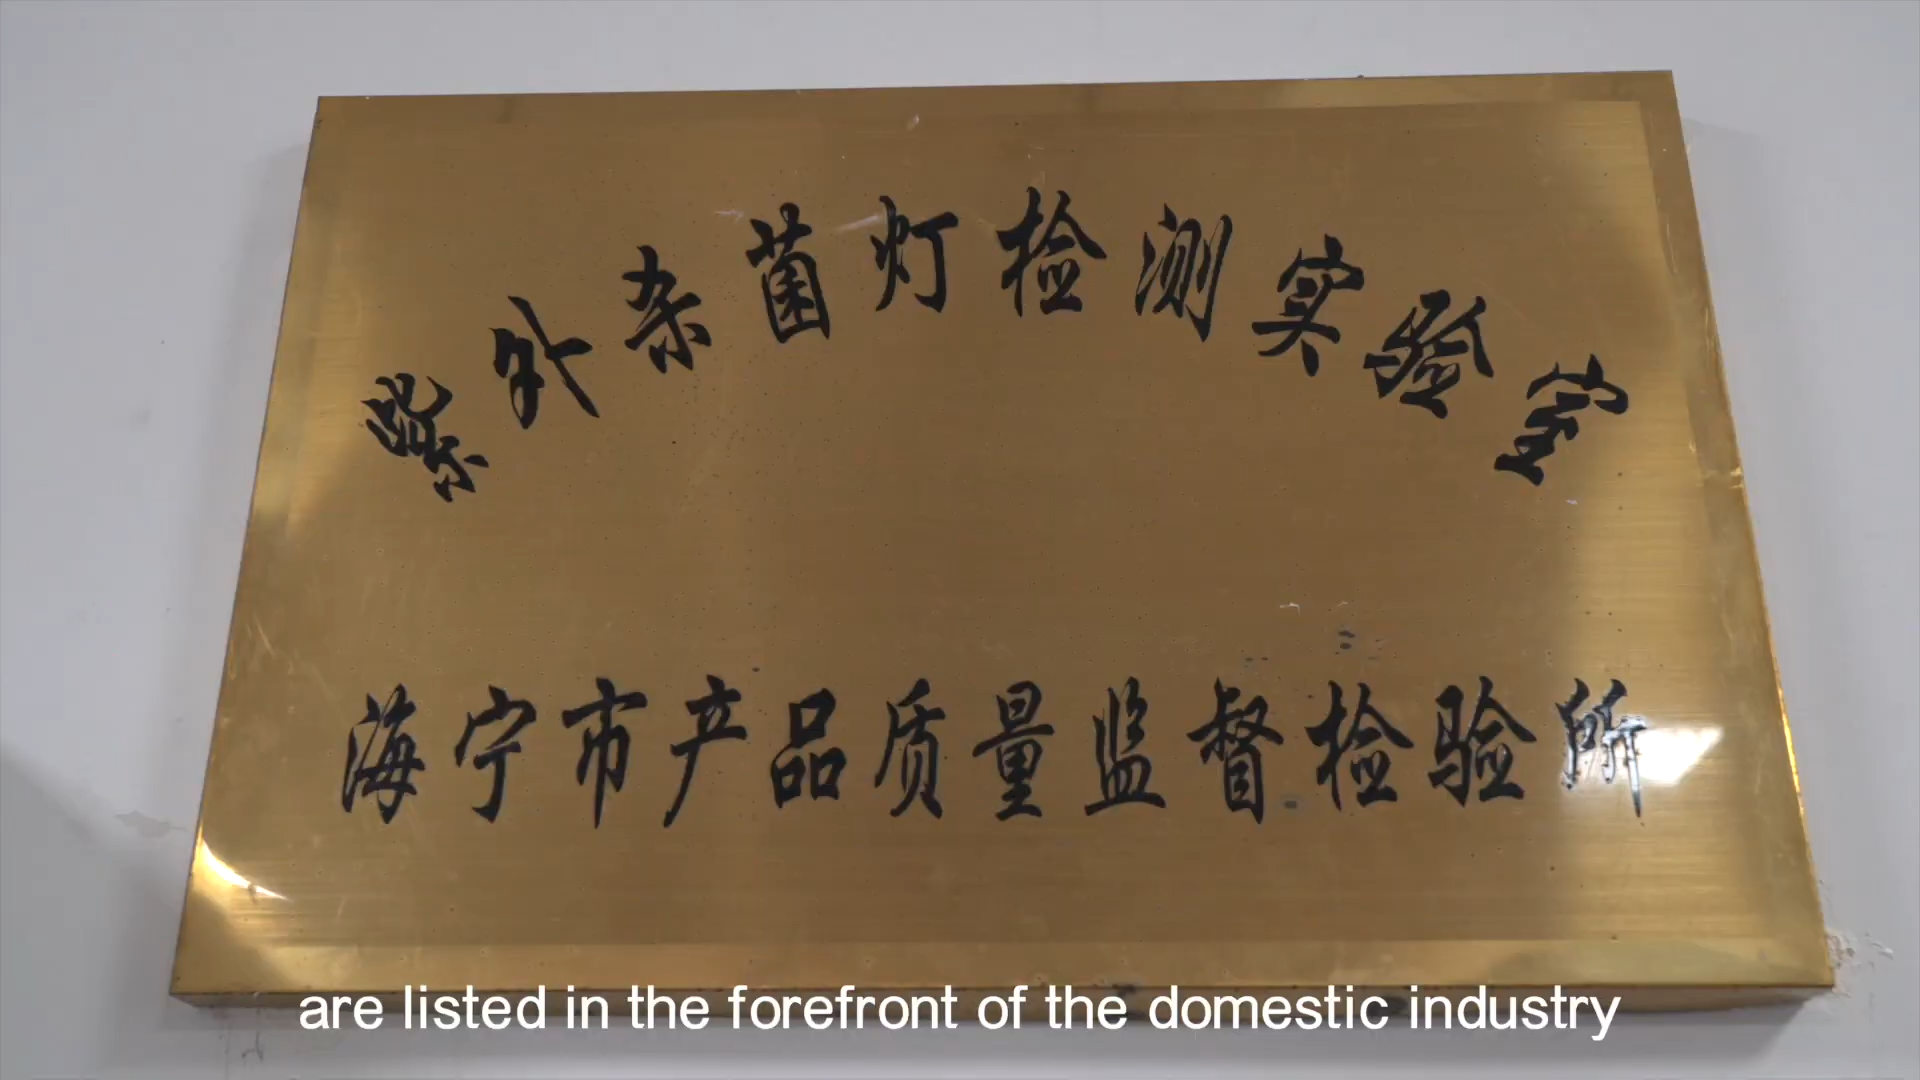 紫外杀菌灯检测实验室
海宁市产品质量监督检验所
are listed in the forefront of the domestic industry